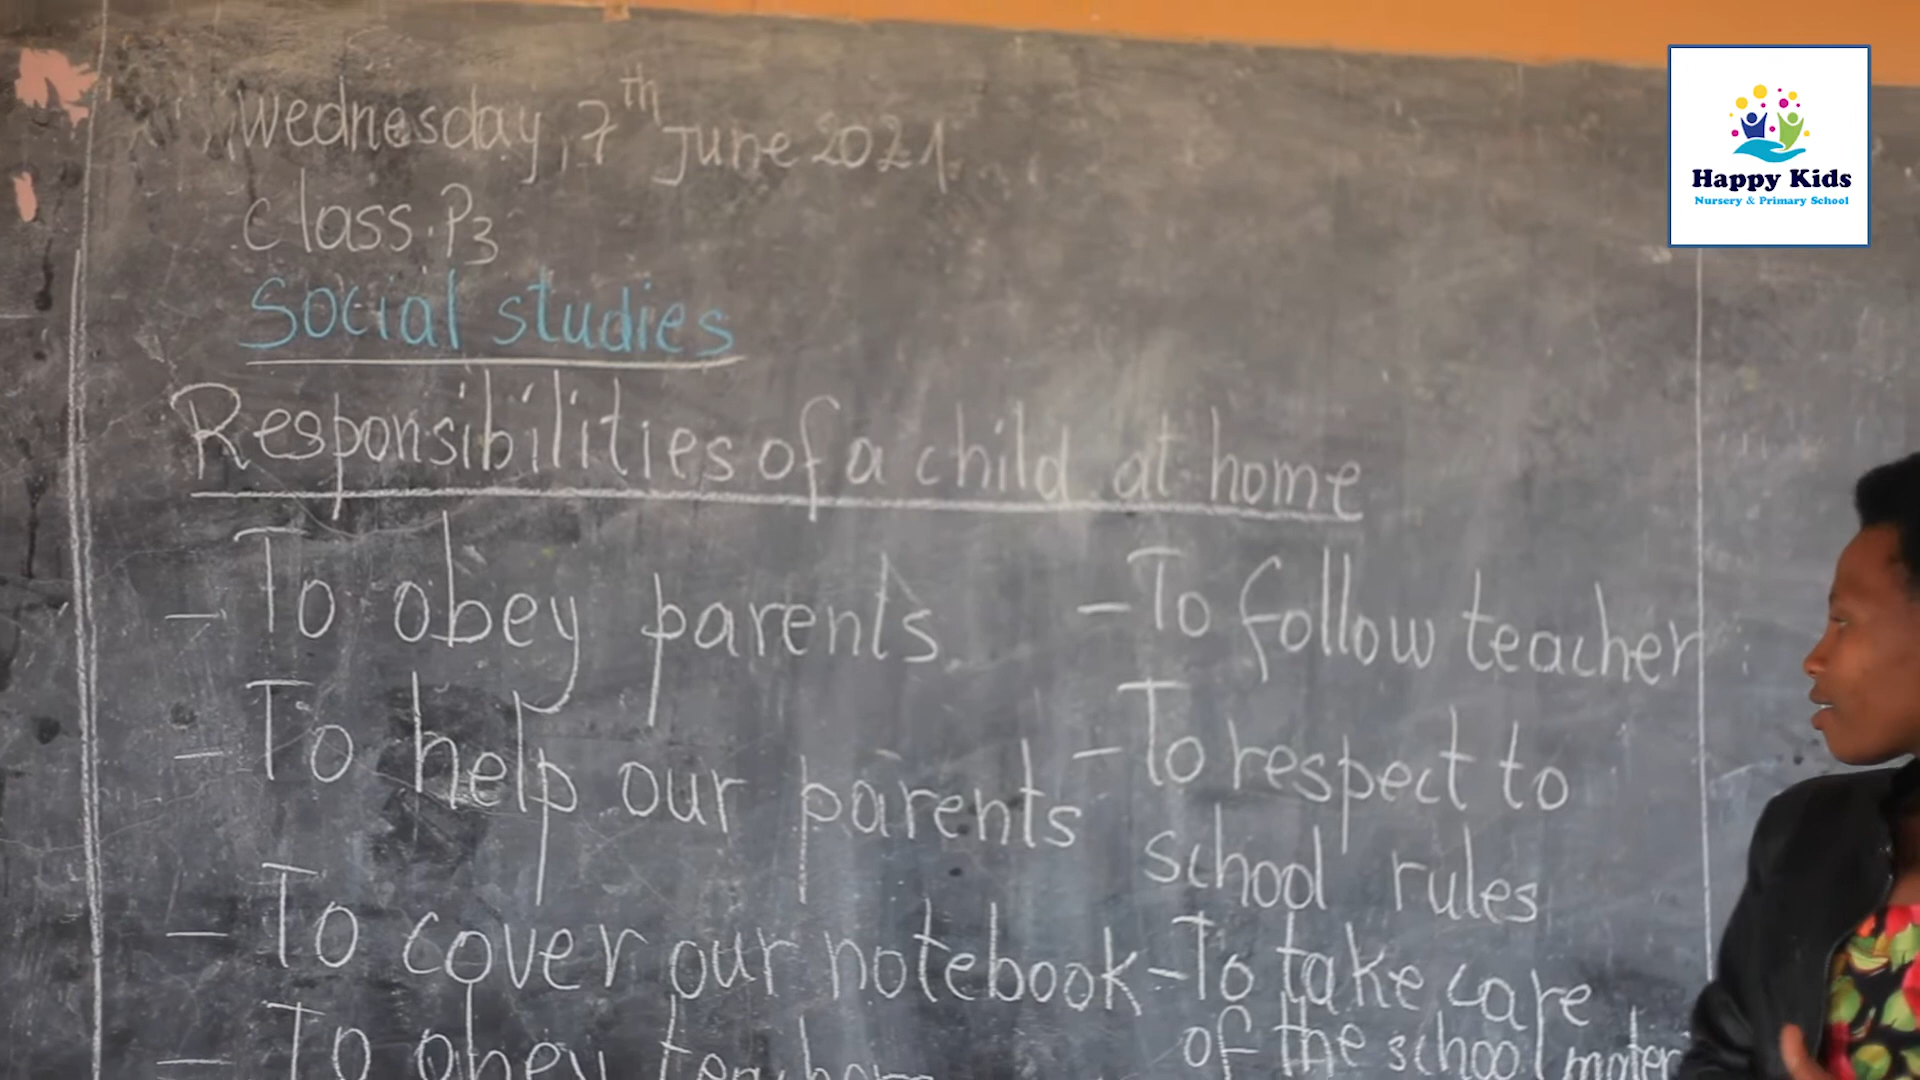 Wednesday, 7th June 2021
Class.P3
Social studies
Responsibilities of a child at home
- To obey parents
- To help our parents
- To cover our notebook
- To obey
- To follow teacher
- To respect to
school rules
- To take care
of the school
Happy Kids
Nursery & Primary School